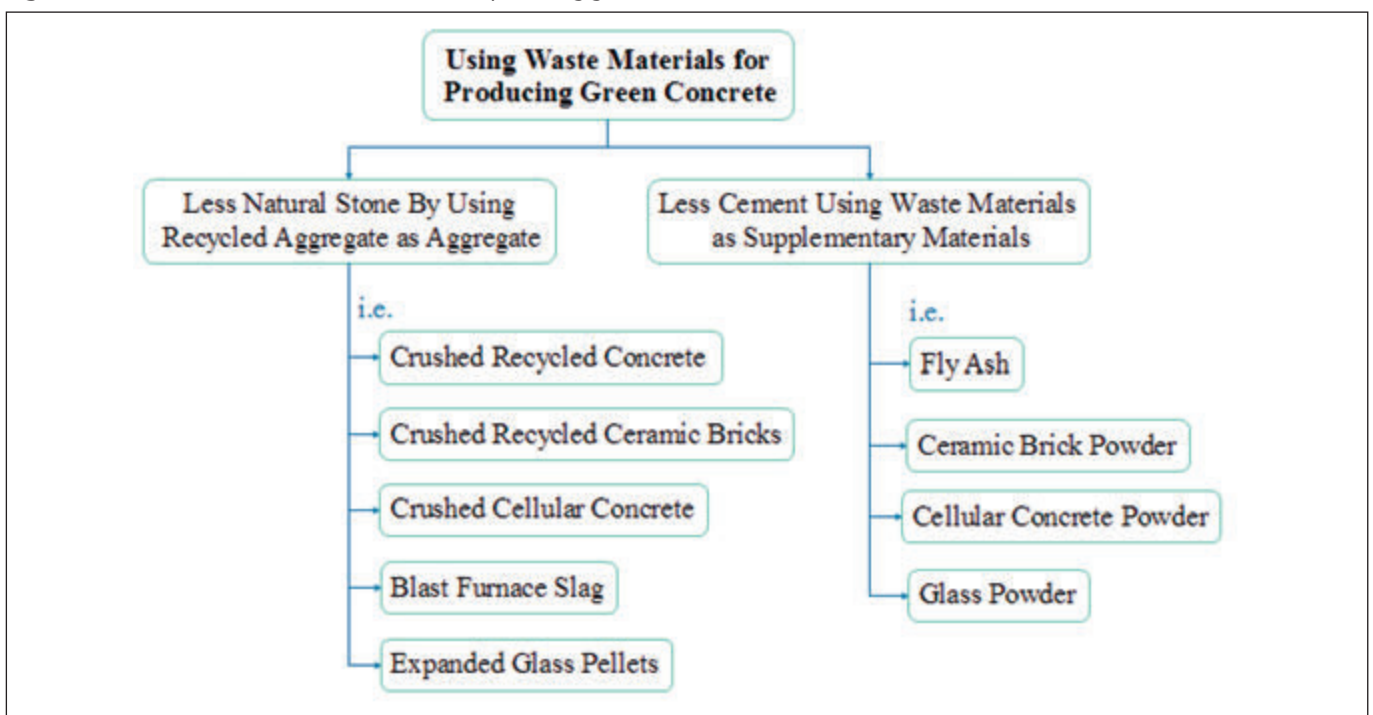 Using Waste Materials for
Producing Green Concrete
Less Natural Stone By Using
Recycled Aggregate as Aggregate
i.e.
Crushed Recycled Concrete
Crushed Recycled Ceramic Bricks
Crushed Cellular Concrete
Blast Furnace Slag
Expanded Glass Pellets
Less Cement Using Waste Materials
as Supplementary Materials
i.e.
Fly Ash
Ceramic Brick Powder
Cellular Concrete Powder
Glass Powder